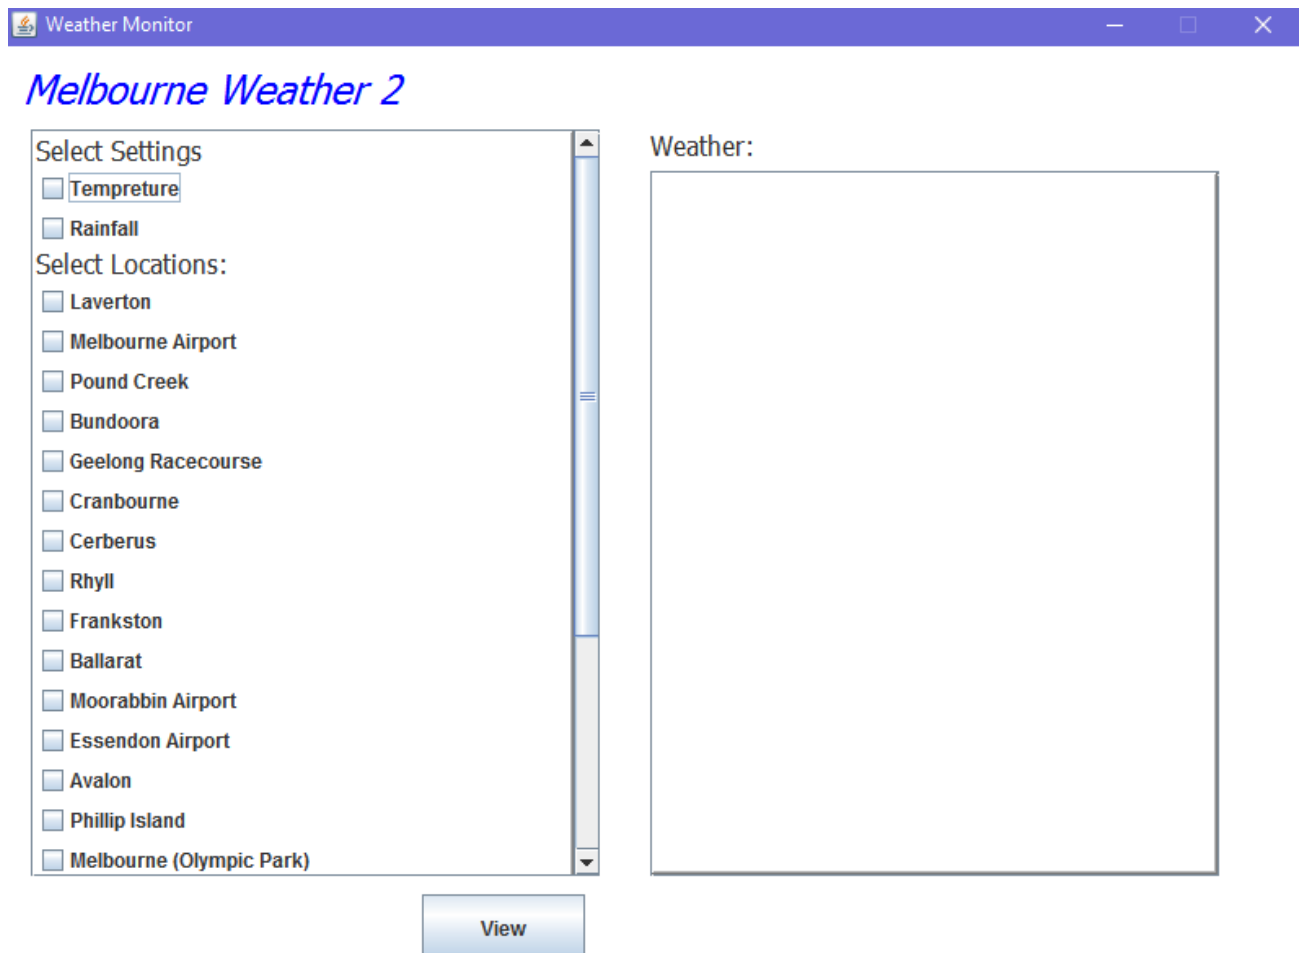 Weather Monitor
Melbourne Weather 2
Select Settings
Tempreture
Rainfall
Select Locations:
Laverton
Melbourne Airport
Pound Creek
Bundoora
Geelong Racecourse
Cranbourne
Cerberus
Rhyll
Frankston
Ballarat
Moorabbin Airport
Essendon Airport
Avalon
Phillip Island
Melbourne (Olympic Park)
View
Weather: